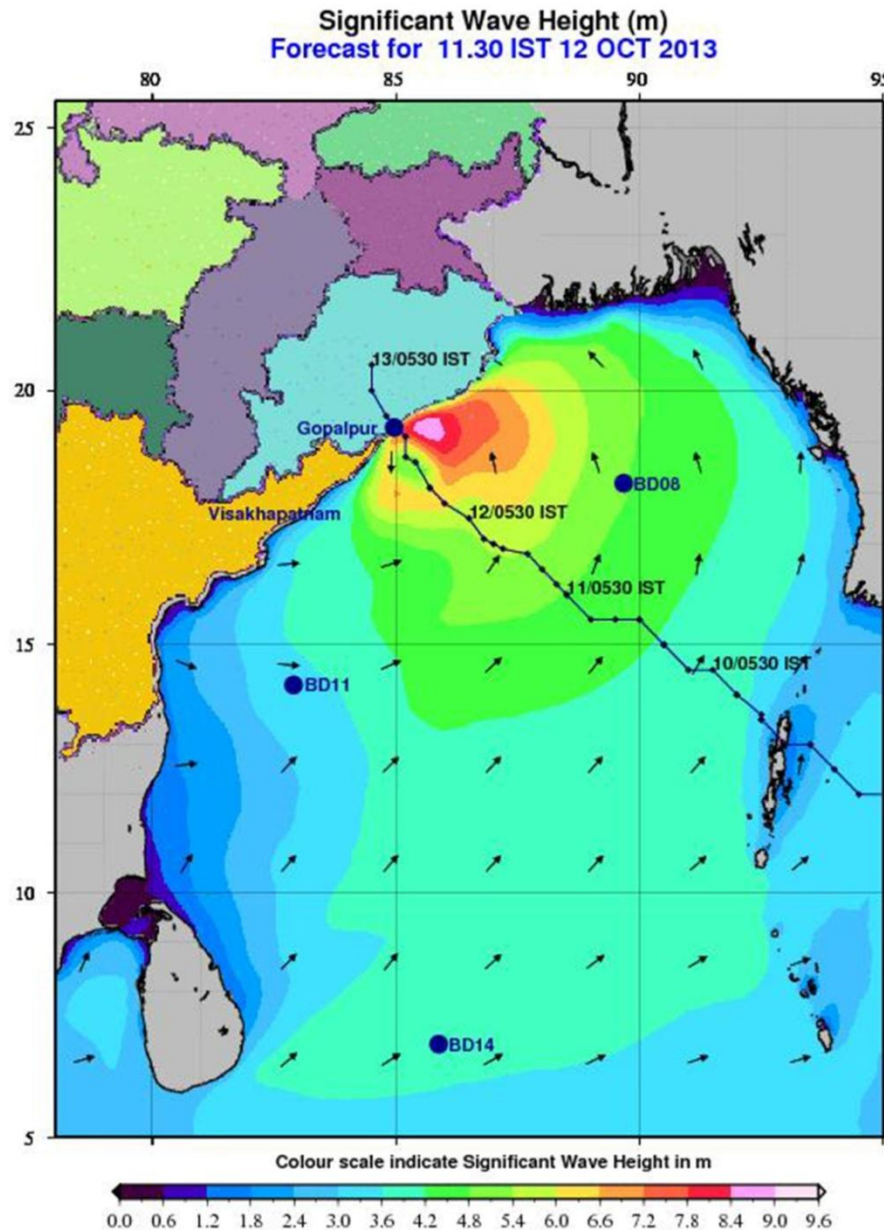 Significant Wave Height (m)
Forecast for 11.30 IST 12 OCT 2013
80 85 90 95
25
20
15
10
5
13/0530 IST
Gopalpur
BD08
Visakhapatnam
12/0530 IST
11/0530 IST
10/0530 IST
BD11
BD14
Colour scale indicate Significant Wave Height in m
0.0 0.6 1.2 1.8 2.4 3.0 3.6 4.2 4.8 5.4 6.0 6.6 7.2 7.8 8.4 9.0 9.6